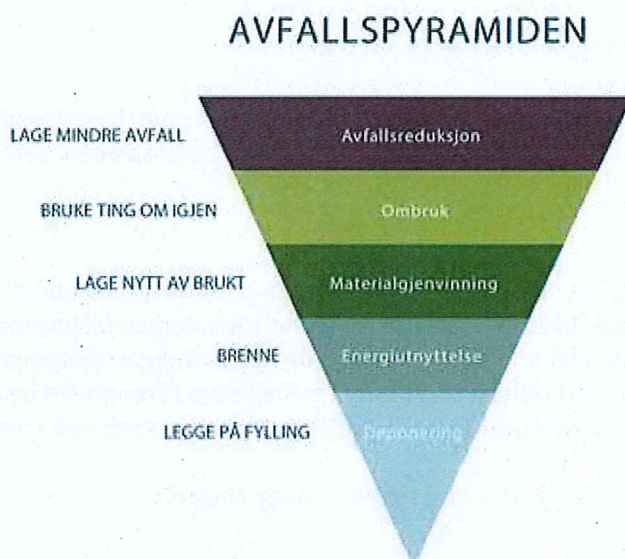 AVFALLSPYRAMIDEN
LAGE MINDRE AVFALL
Avfallsreduksjon
BRUKE TING OM IGJEN
Ombruk
LAGE NYTT AV BRUKT
Materialgjenvinning
BRENNE
Energiutnyttelse
LEGGE PÅ FYLLING
Deponering